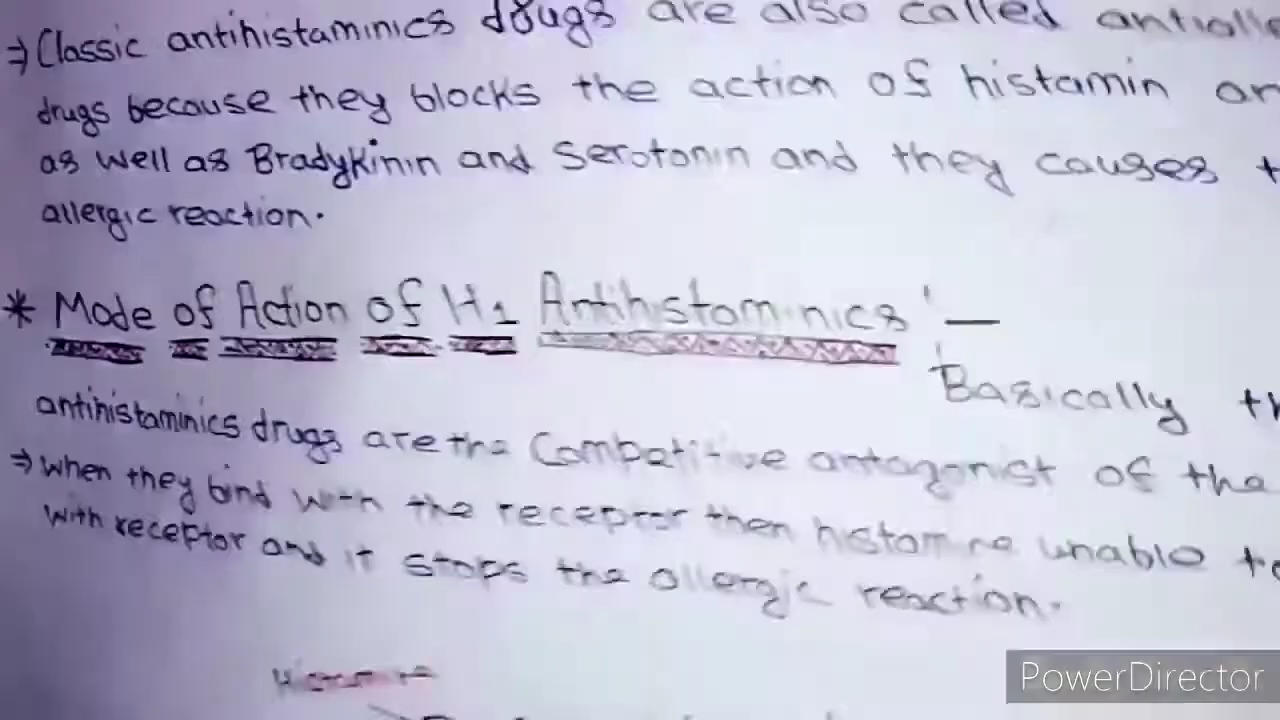 ⇒ Classic antihistaminics drugs are also called antialle
drugs because they blocks the action of histamin an
as well as Bradykinin and Serotonin and they causes t
allergic reaction.
* Mode of Action of H1 Antihistaminics :—
Basically th
antihistaminics drugs are the Competitive antagonist of the
⇒ when they bind with the receptor then histamine unable to
with receptor and it stops the allergic reaction.
Histamine
PowerDirector